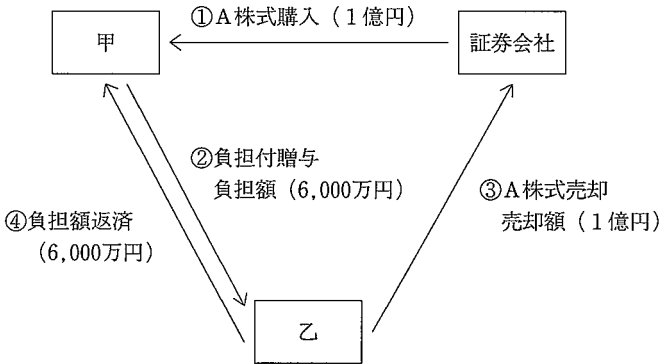 ①A株式購入（1億円）
甲
証券会社
②負担付贈与
負担額（6,000万円）
③A株式売却
売却額（1億円）
④負担額返済
（6,000万円）
乙